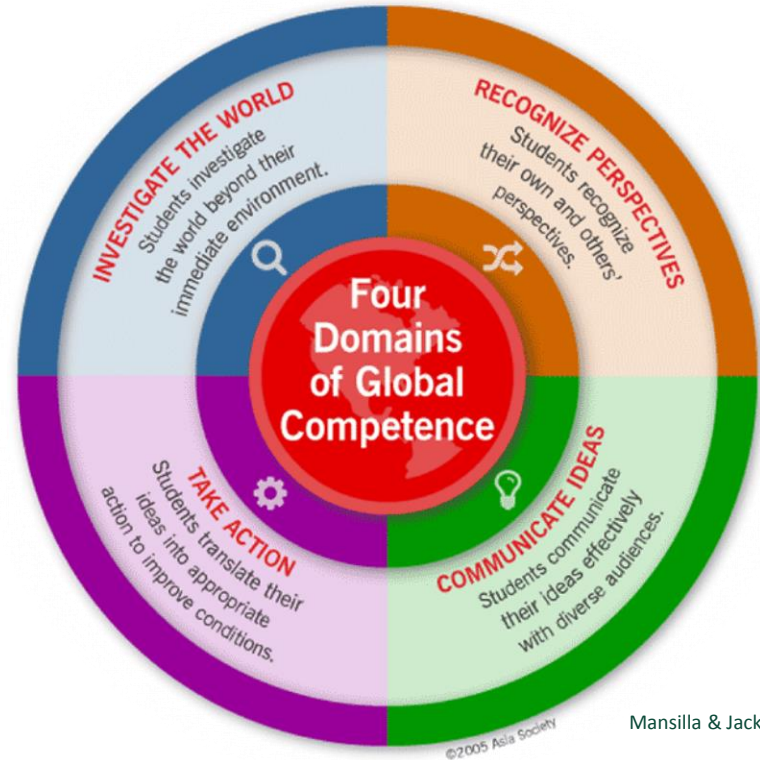 INVESTIGATE THE WORLD
Students investigate
the world beyond their
immediate environment.
RECOGNIZE PERSPECTIVES
Students recognize
their own and others'
perspectives.
Four
Domains
of Global
Competence
TAKE ACTION
Students translate their
ideas into appropriate
action to improve conditions.
COMMUNICATE IDEAS
Students communicate
their ideas effectively
with diverse audiences.
Mansilla & Jack
©2005 Asia Society